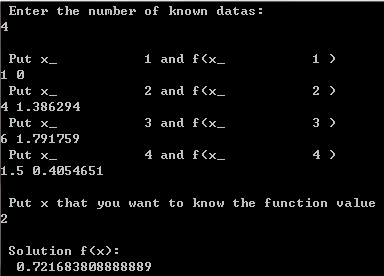 Enter the number of known datas:
4
Put x_ 1 and f(x_ 1 )
1 0
Put x_ 2 and f(x_ 2 )
4 1.386294
Put x_ 3 and f(x_ 3 )
6 1.791759
Put x_ 4 and f(x_ 4 )
1.5 0.4054651
Put x that you want to know the function value
2
Solution f(x):
0.721683808888889